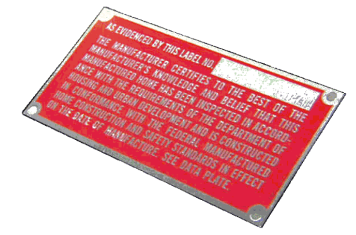 AS EVIDENCED BY THIS LABEL NO.
THE MANUFACTURER CERTIFIES TO THE BEST OF THE
MANUFACTURER'S KNOWLEDGE AND BELIEF THAT THIS
MANUFACTURED HOME HAS BEEN INSPECTED IN ACCORD-
ANCE WITH THE REQUIREMENTS OF THE DEPARTMENT OF
HOUSING AND URBAN DEVELOPMENT AND IS CONSTRUCTED
IN CONFORMANCE WITH THE FEDERAL MANUFACTURED
HOME CONSTRUCTION AND SAFETY STANDARDS IN EFFECT
ON THE DATE OF MANUFACTURE. SEE DATA PLATE.